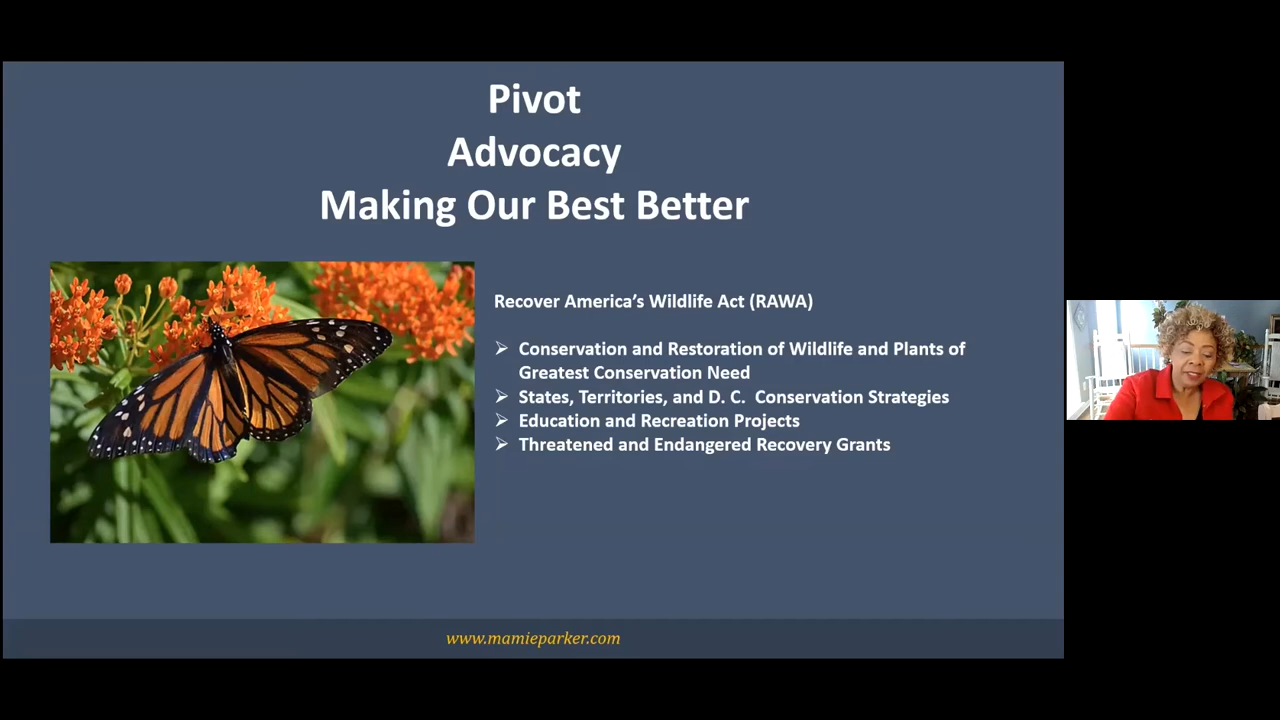 Pivot
Advocacy
Making Our Best Better
Recover America’s Wildlife Act (RAWA)
➢ Conservation and Restoration of Wildlife and Plants of
Greatest Conservation Need
➢ States, Territories, and D. C.  Conservation Strategies
➢ Education and Recreation Projects
➢ Threatened and Endangered Recovery Grants
www.mamieparker.com